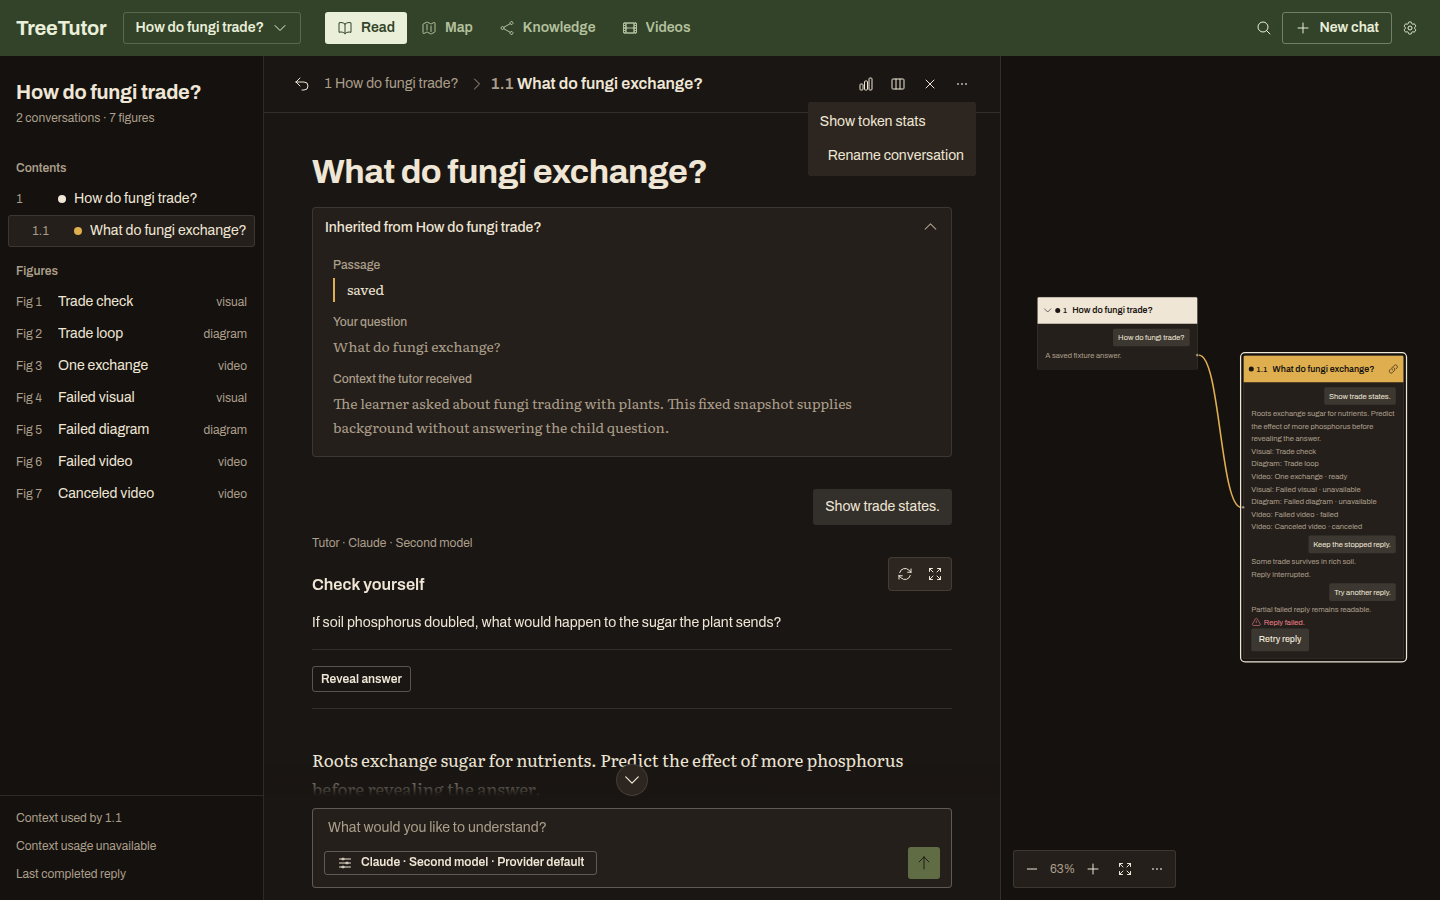 TreeTutor
How do fungi trade?
Read
Map
Knowledge
Videos
New chat
How do fungi trade?
2 conversations · 7 figures
Contents
1 How do fungi trade?
1.1 What do fungi exchange?
Figures
Fig 1 Trade check visual
Fig 2 Trade loop diagram
Fig 3 One exchange video
Fig 4 Failed visual visual
Fig 5 Failed diagram diagram
Fig 6 Failed video video
Fig 7 Canceled video video
Context used by 1.1
Context usage unavailable
Last completed reply
1 How do fungi trade?
1.1 What do fungi exchange?
Show token stats
Rename conversation
What do fungi exchange?
Inherited from How do fungi trade?
Passage
saved
Your question
What do fungi exchange?
Context the tutor received
The learner asked about fungi trading with plants. This fixed snapshot supplies
background without answering the child question.
Show trade states.
Tutor · Claude · Second model
Check yourself
If soil phosphorus doubled, what would happen to the sugar the plant sends?
Reveal answer
Roots exchange sugar for nutrients. Predict the effect of more phosphorus
before revealing the answer.
What would you like to understand?
Claude · Second model · Provider default
1 How do fungi trade?
How do fungi trade?
A saved fixture answer.
1.1 What do fungi exchange?
Show trade states.
Roots exchange sugar for nutrients. Predict
the effect of more phosphorus before
revealing the answer.
Visual: Trade check
Diagram: Trade loop
Video: One exchange · ready
Visual: Failed visual · unavailable
Diagram: Failed diagram · unavailable
Video: Failed video · failed
Video: Canceled video · canceled
Keep the stopped reply.
Some trade survives in rich soil.
Reply interrupted.
Try another reply.
Partial failed reply remains readable.
Reply failed.
Retry reply
63%